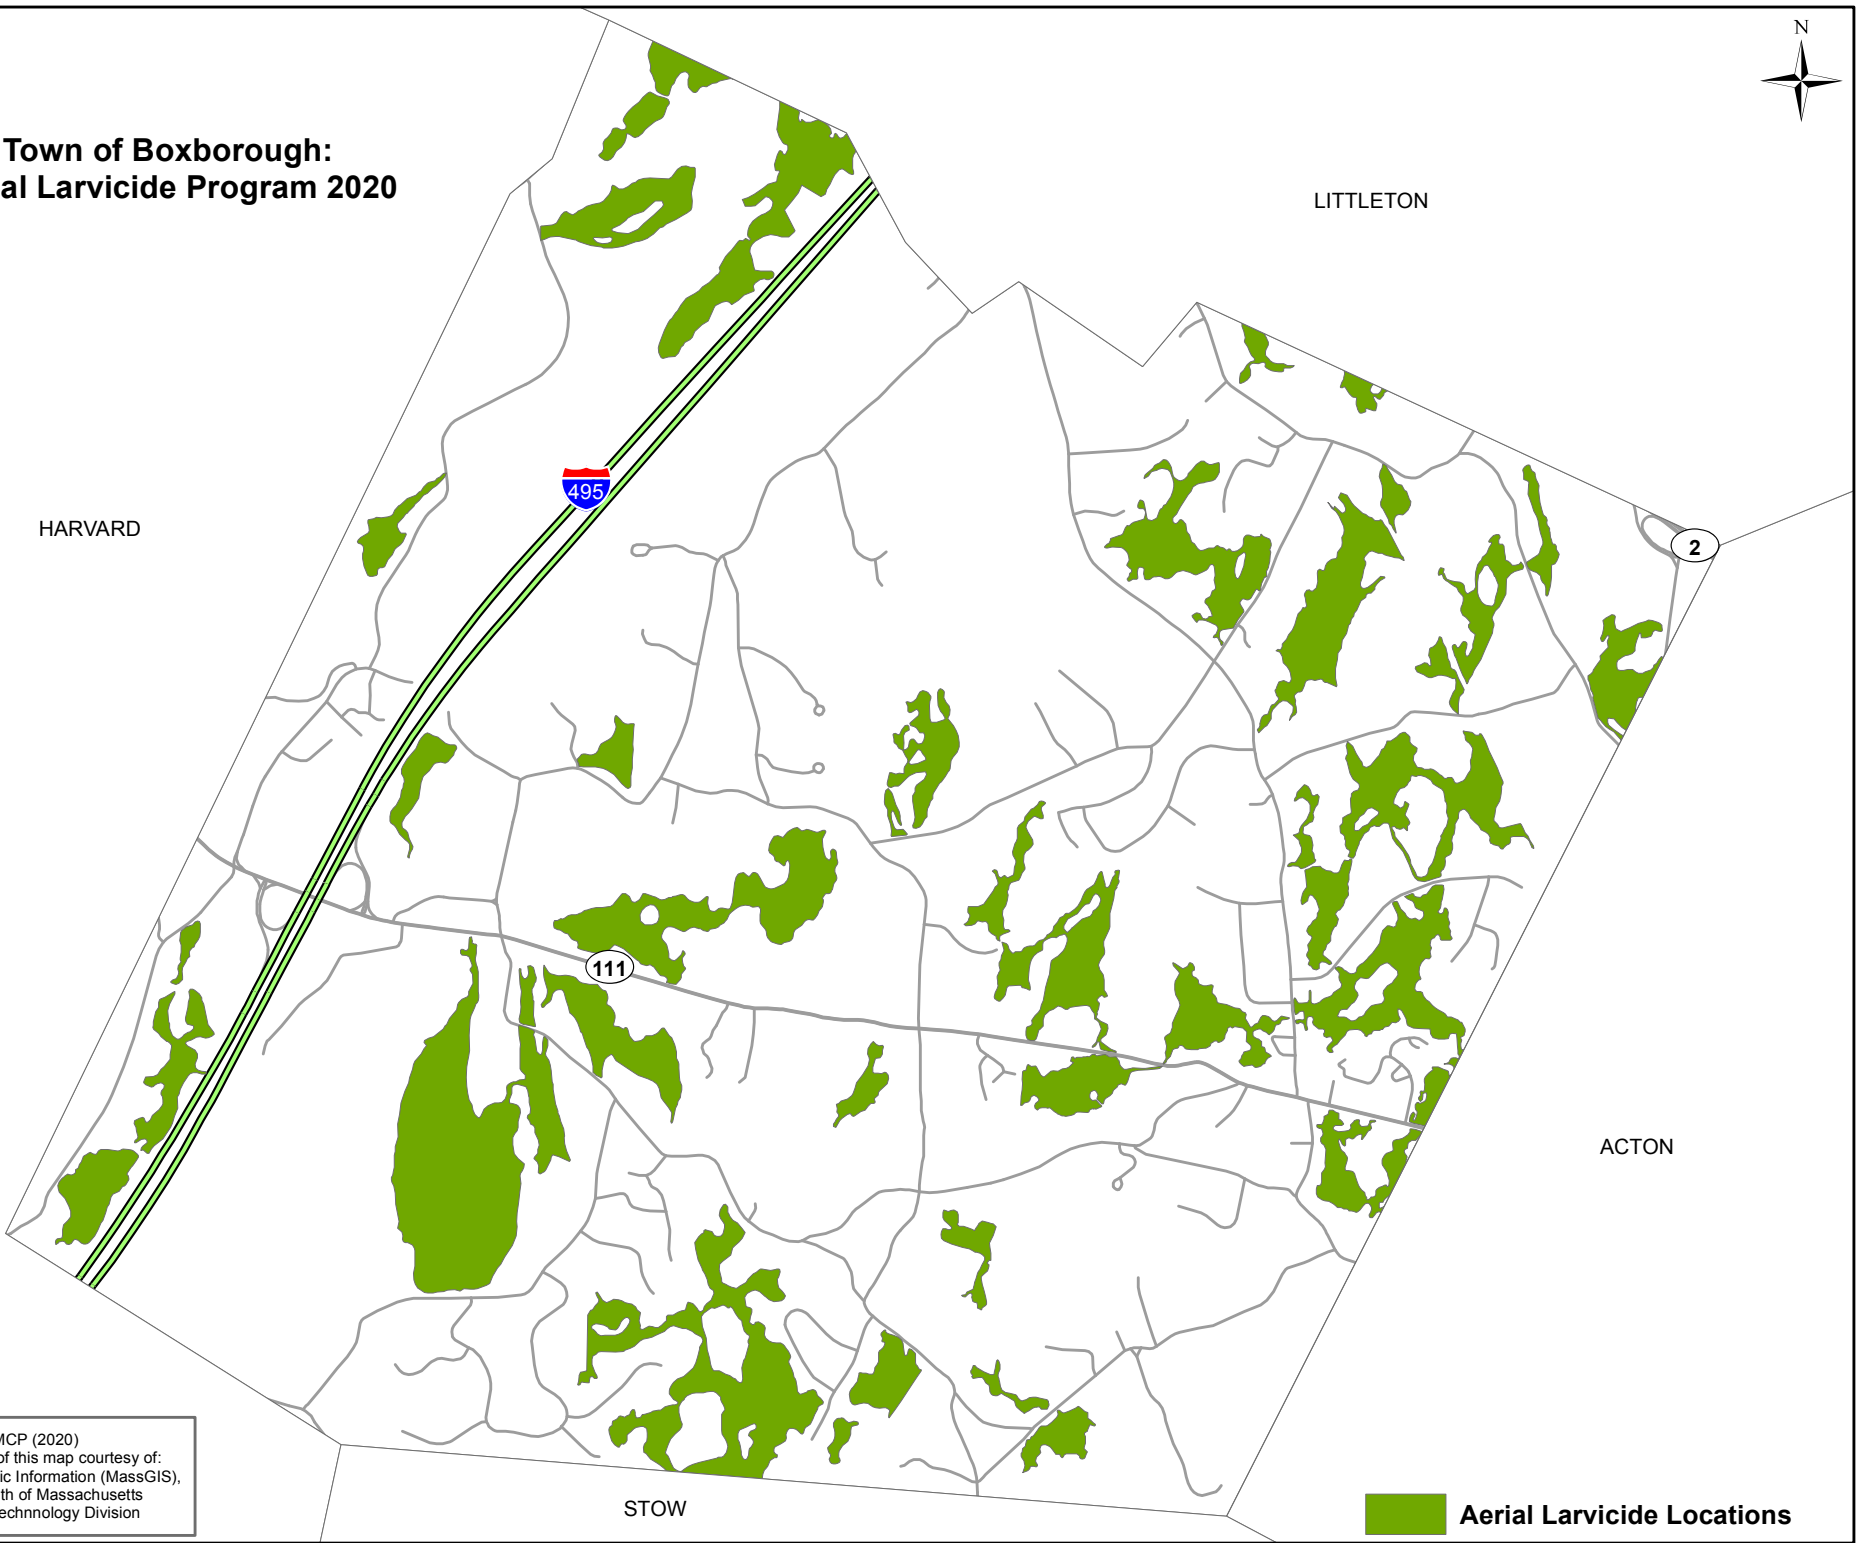 N
Town of Boxborough:
al Larvicide Program 2020
LITTLETON
495
HARVARD
2
111
ACTON
MCP (2020)
of this map courtesy of:
ic Information (MassGIS),
th of Massachusetts
echnnology Division
STOW
Aerial Larvicide Locations